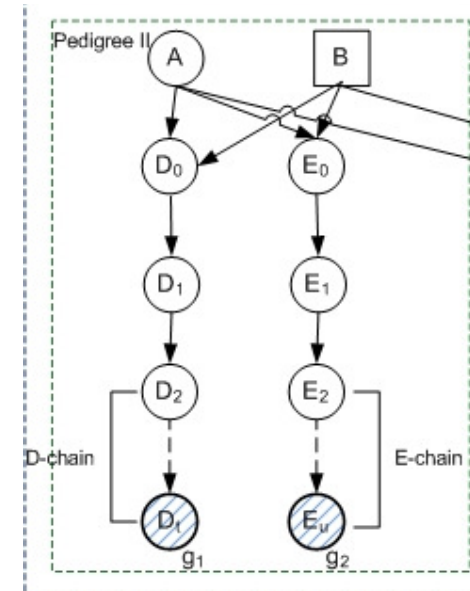 Pedigree II
A
B
D₀
E₀
D₁
E₁
D₂
E₂
D-chain
E-chain
Dₜ
Eᵤ
g₁
g₂